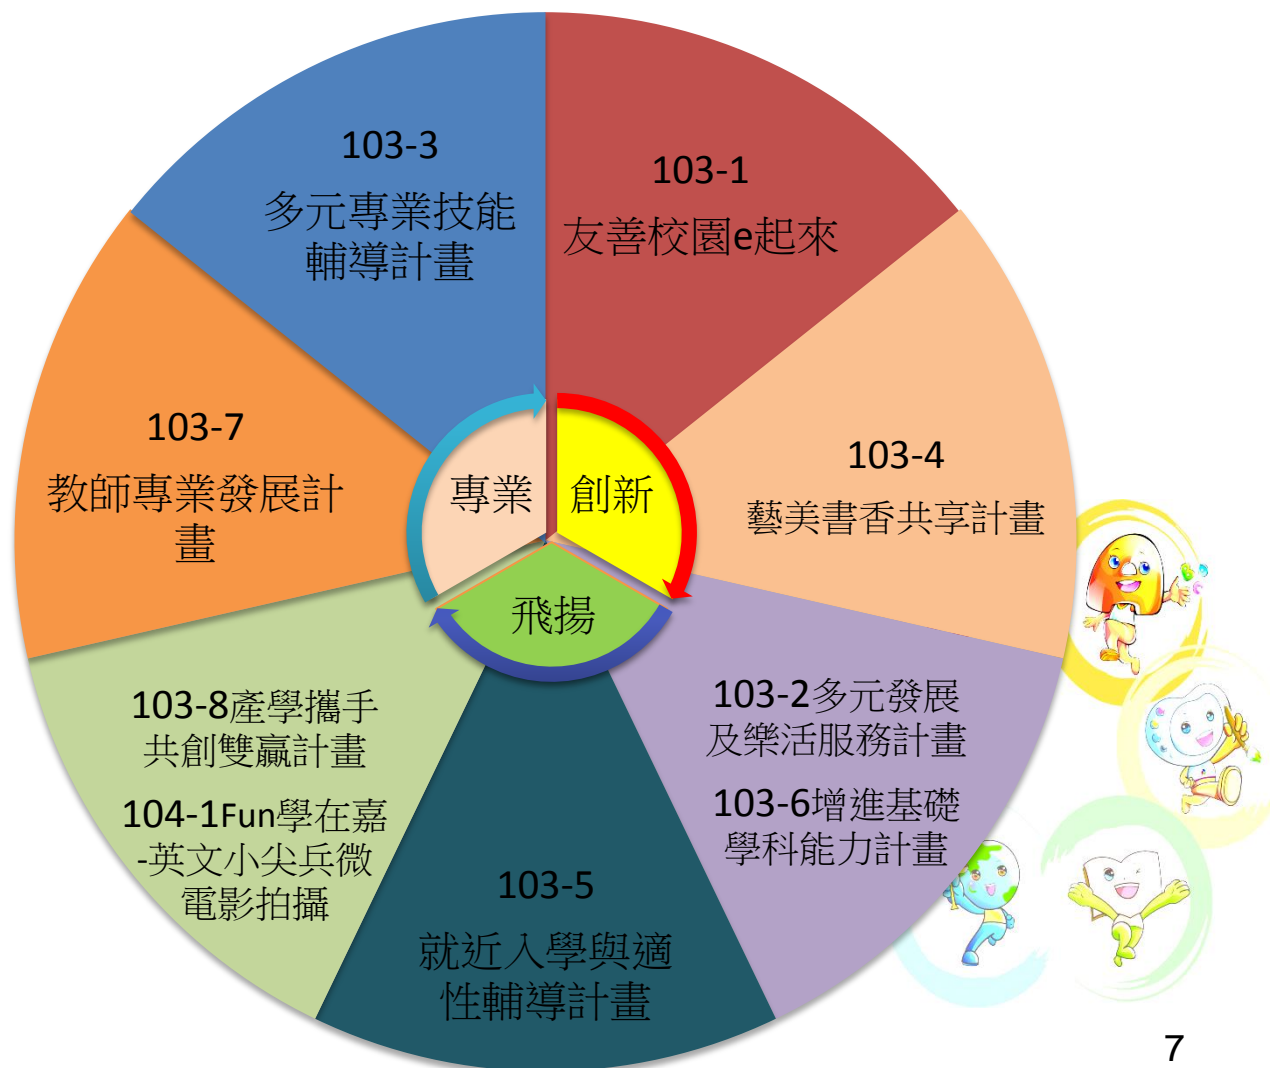 103-3
多元專業技能
輔導計畫
103-1
友善校園e起來
103-7
教師專業發展計
畫
103-4
藝美書香共享計畫
專業
創新
飛揚
103-8產學攜手
共創雙贏計畫
104-1Fun學在嘉
-英文小尖兵微
電影拍攝
103-5
就近入學與適
性輔導計畫
103-2多元發展
及樂活服務計畫
103-6增進基礎
學科能力計畫
7